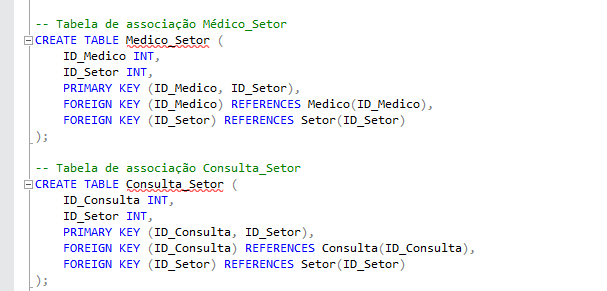 -- Tabela de associação Médico_Setor
CREATE TABLE Medico_Setor (
ID_Medico INT,
ID_Setor INT,
PRIMARY KEY (ID_Medico, ID_Setor),
FOREIGN KEY (ID_Medico) REFERENCES Medico(ID_Medico),
FOREIGN KEY (ID_Setor) REFERENCES Setor(ID_Setor)
);
-- Tabela de associação Consulta_Setor
CREATE TABLE Consulta_Setor (
ID_Consulta INT,
ID_Setor INT,
PRIMARY KEY (ID_Consulta, ID_Setor),
FOREIGN KEY (ID_Consulta) REFERENCES Consulta(ID_Consulta),
FOREIGN KEY (ID_Setor) REFERENCES Setor(ID_Setor)
);